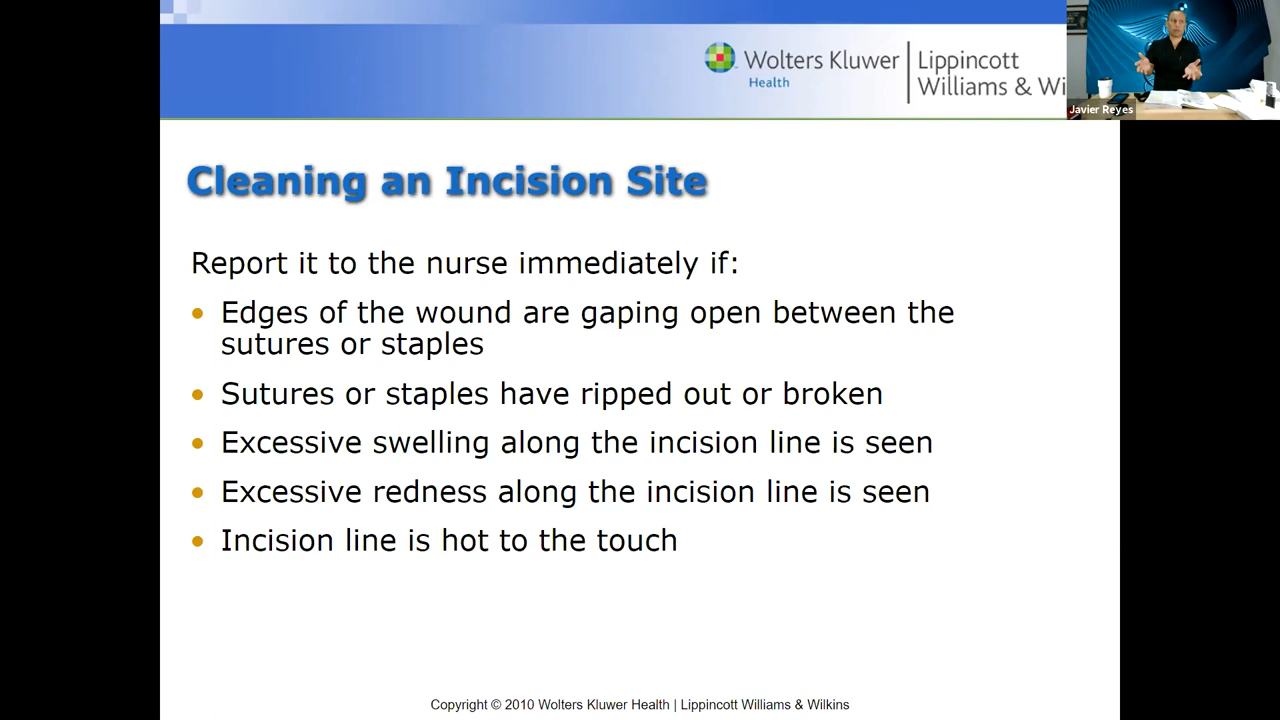 Wolters Kluwer
Health
Lippincott
Williams & Wi
Javier Reyes
Cleaning an Incision Site
Report it to the nurse immediately if:
• Edges of the wound are gaping open between the
sutures or staples
• Sutures or staples have ripped out or broken
• Excessive swelling along the incision line is seen
• Excessive redness along the incision line is seen
• Incision line is hot to the touch
Copyright © 2010 Wolters Kluwer Health | Lippincott Williams & Wilkins